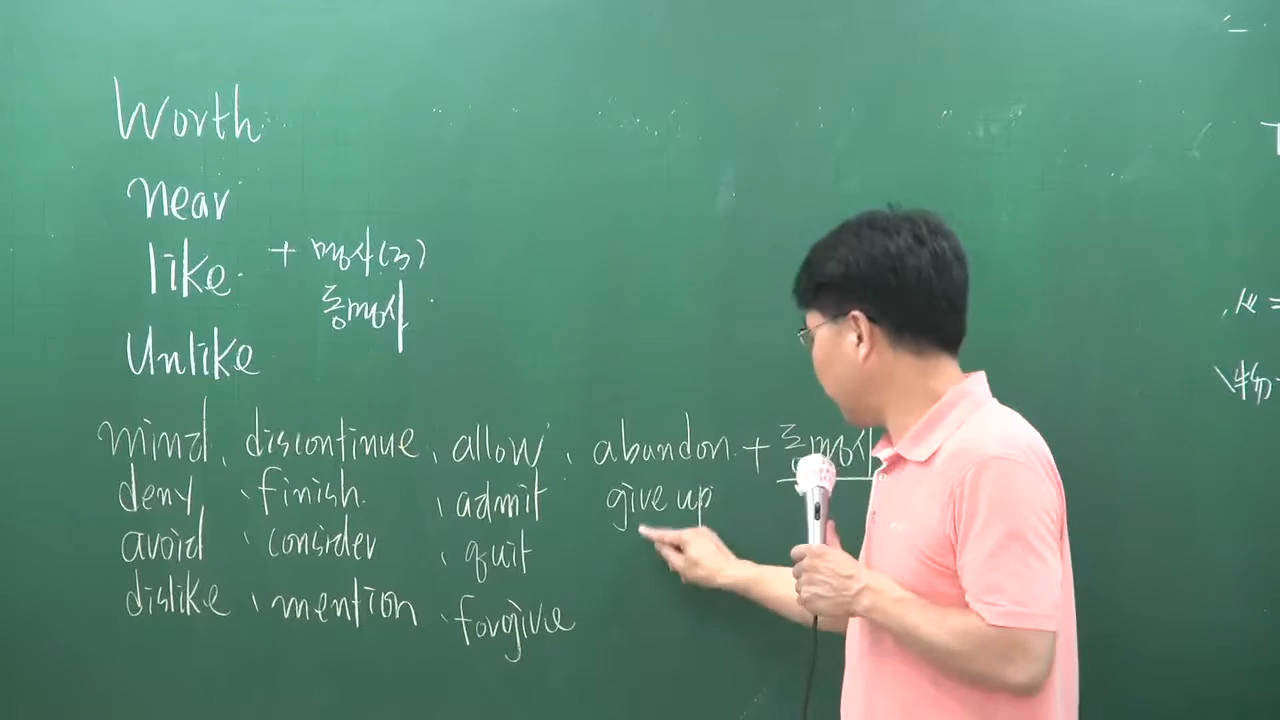 Worth
near
like + 명사(구)
동명사
Unlike
mind, discontinue, allow, abandon + 동명사
deny, finish, admit give up
avoid, consider, quit
dislike, mention, forgive